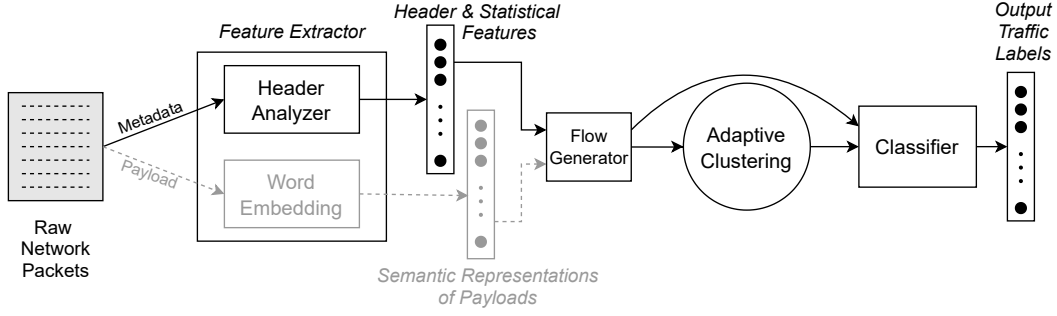 Raw
Network
Packets
Metadata
Payload
Feature Extractor
Header
Analyzer
Word
Embedding
Header & Statistical
Features
Semantic Representations
of Payloads
Flow
Generator
Adaptive
Clustering
Classifier
Output
Traffic
Labels